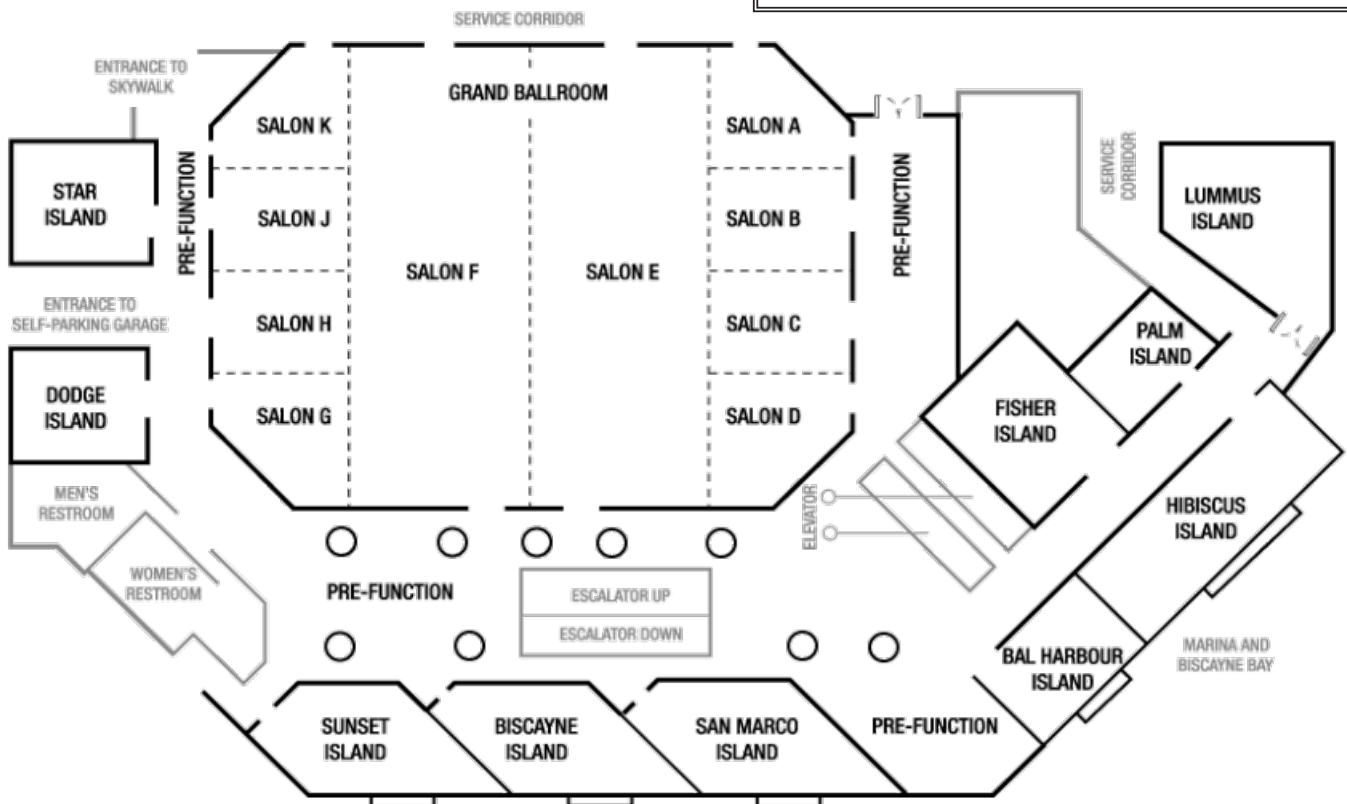 SERVICE CORRIDOR
ENTRANCE TO
SKYWALK
GRAND BALLROOM
SALON K
SALON A
STAR
ISLAND
PRE-FUNCTION
SALON J
SALON F
SALON E
SALON B
PRE-FUNCTION
SERVICE
CORRIDOR
LUMMUS
ISLAND
ENTRANCE TO
SELF-PARKING GARAGE
SALON H
SALON C
PALM
ISLAND
DODGE
ISLAND
SALON G
SALON D
FISHER
ISLAND
MEN'S
RESTROOM
ELEVATOR
HIBISCUS
ISLAND
WOMEN'S
RESTROOM
PRE-FUNCTION
ESCALATOR UP
ESCALATOR DOWN
BAL HARBOUR
ISLAND
MARINA AND
BISCAYNE BAY
SUNSET
ISLAND
BISCAYNE
ISLAND
SAN MARCO
ISLAND
PRE-FUNCTION